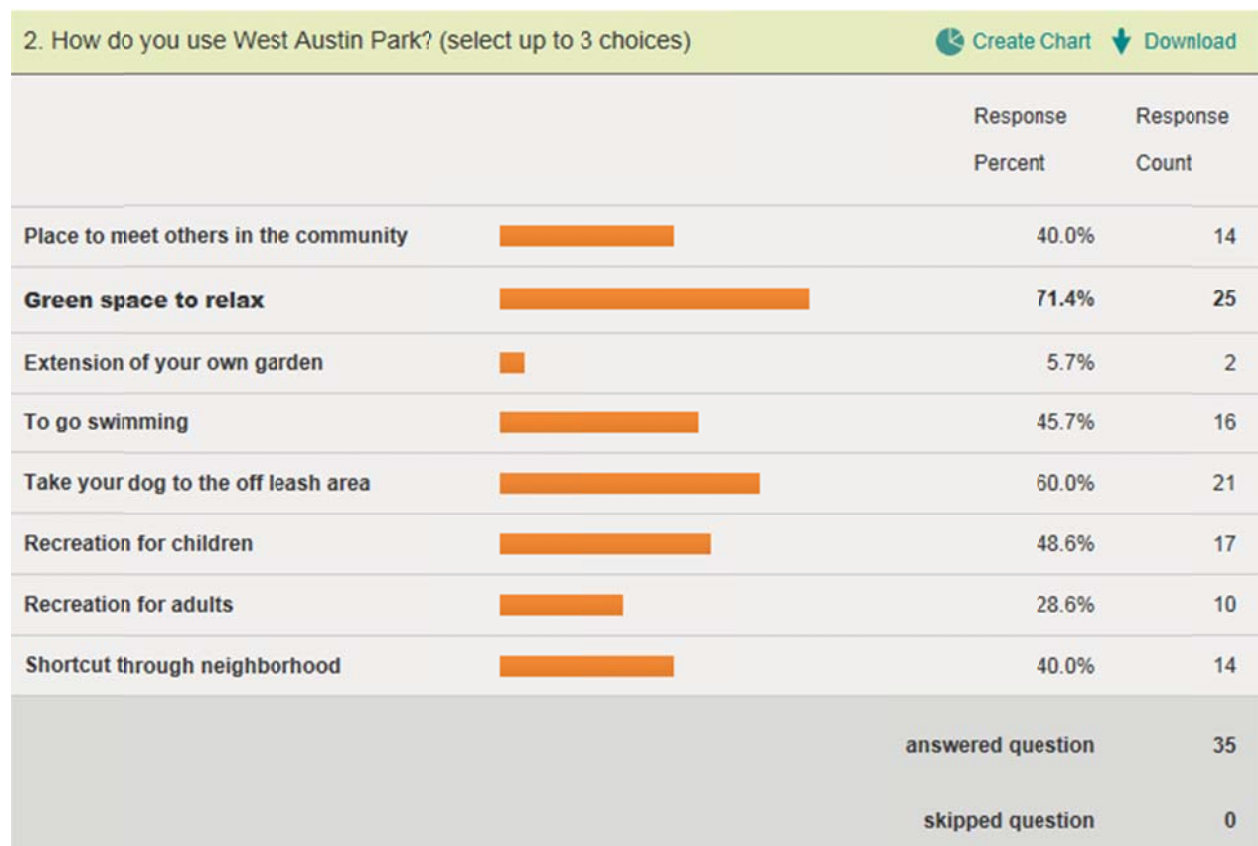 2. How do you use West Austin Park? (select up to 3 choices) Create Chart Download
Response Response
Percent Count
Place to meet others in the community 40.0% 14
Green space to relax 71.4% 25
Extension of your own garden 5.7% 2
To go swimming 45.7% 16
Take your dog to the off leash area 60.0% 21
Recreation for children 48.6% 17
Recreation for adults 28.6% 10
Shortcut through neighborhood 40.0% 14
answered question 35
skipped question 0